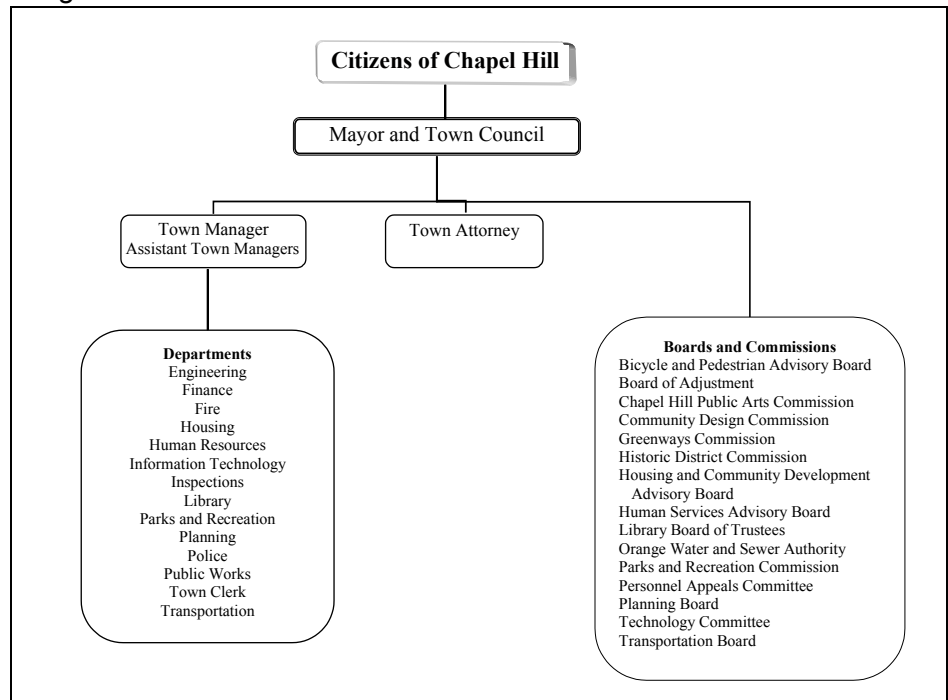 Citizens of Chapel Hill
Mayor and Town Council
Town Manager
Assistant Town Managers
Town Attorney
Departments
Engineering
Finance
Fire
Housing
Human Resources
Information Technology
Inspections
Library
Parks and Recreation
Planning
Police
Public Works
Town Clerk
Transportation
Boards and Commissions
Bicycle and Pedestrian Advisory Board
Board of Adjustment
Chapel Hill Public Arts Commission
Community Design Commission
Greenways Commission
Historic District Commission
Housing and Community Development
Advisory Board
Human Services Advisory Board
Library Board of Trustees
Orange Water and Sewer Authority
Parks and Recreation Commission
Personnel Appeals Committee
Planning Board
Technology Committee
Transportation Board